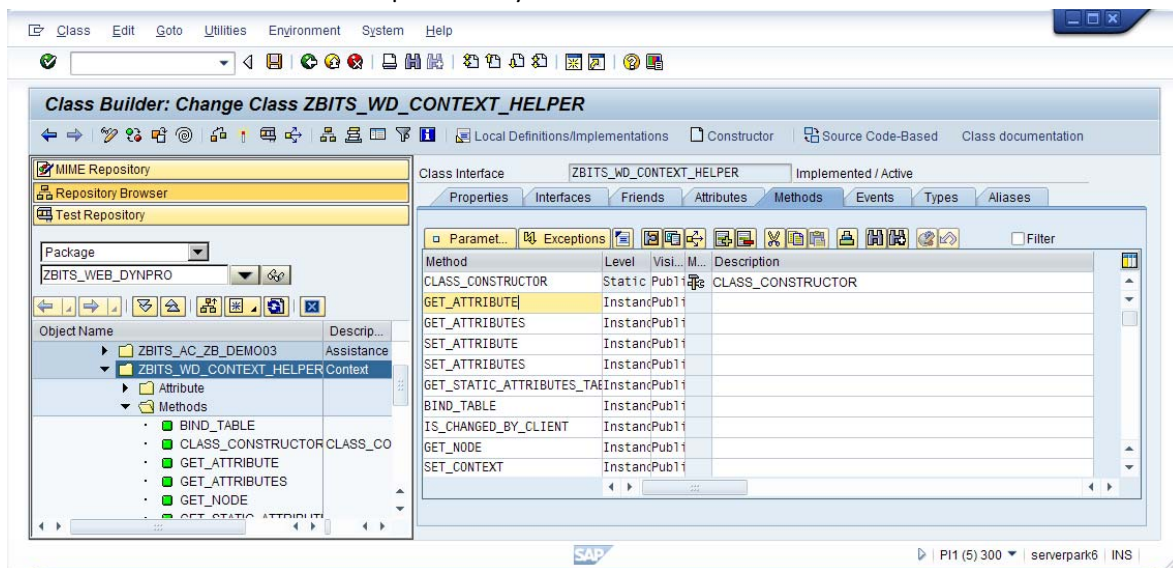 Class Edit Goto Utilities Environment System Help
Class Builder: Change Class ZBITS_WD_CONTEXT_HELPER
Local Definitions/Implementations Constructor Source Code-Based Class documentation
MIME Repository
Repository Browser
Test Repository
Package
ZBITS_WEB_DYNPRO
Object Name Descrip...
ZBITS_AC_ZB_DEMO03 Assistance
ZBITS_WD_CONTEXT_HELPER Context
Attribute
Methods
BIND_TABLE
CLASS_CONSTRUCTOR CLASS_CO
GET_ATTRIBUTE
GET_ATTRIBUTES
GET_NODE
Class Interface ZBITS_WD_CONTEXT_HELPER Implemented / Active
Properties Interfaces Friends Attributes Methods Events Types Aliases
Paramet... Exceptions Filter
Method Level Visi... M... Description
CLASS_CONSTRUCTOR Static Publi CLASS_CONSTRUCTOR
GET_ATTRIBUTE Instanc Publi
GET_ATTRIBUTES Instanc Publi
SET_ATTRIBUTE Instanc Publi
SET_ATTRIBUTES Instanc Publi
GET_STATIC_ATTRIBUTES_TAB Instanc Publi
BIND_TABLE Instanc Publi
IS_CHANGED_BY_CLIENT Instanc Publi
GET_NODE Instanc Publi
SET_CONTEXT Instanc Publi
SAP PI1 (5) 300 serverpark6 INS